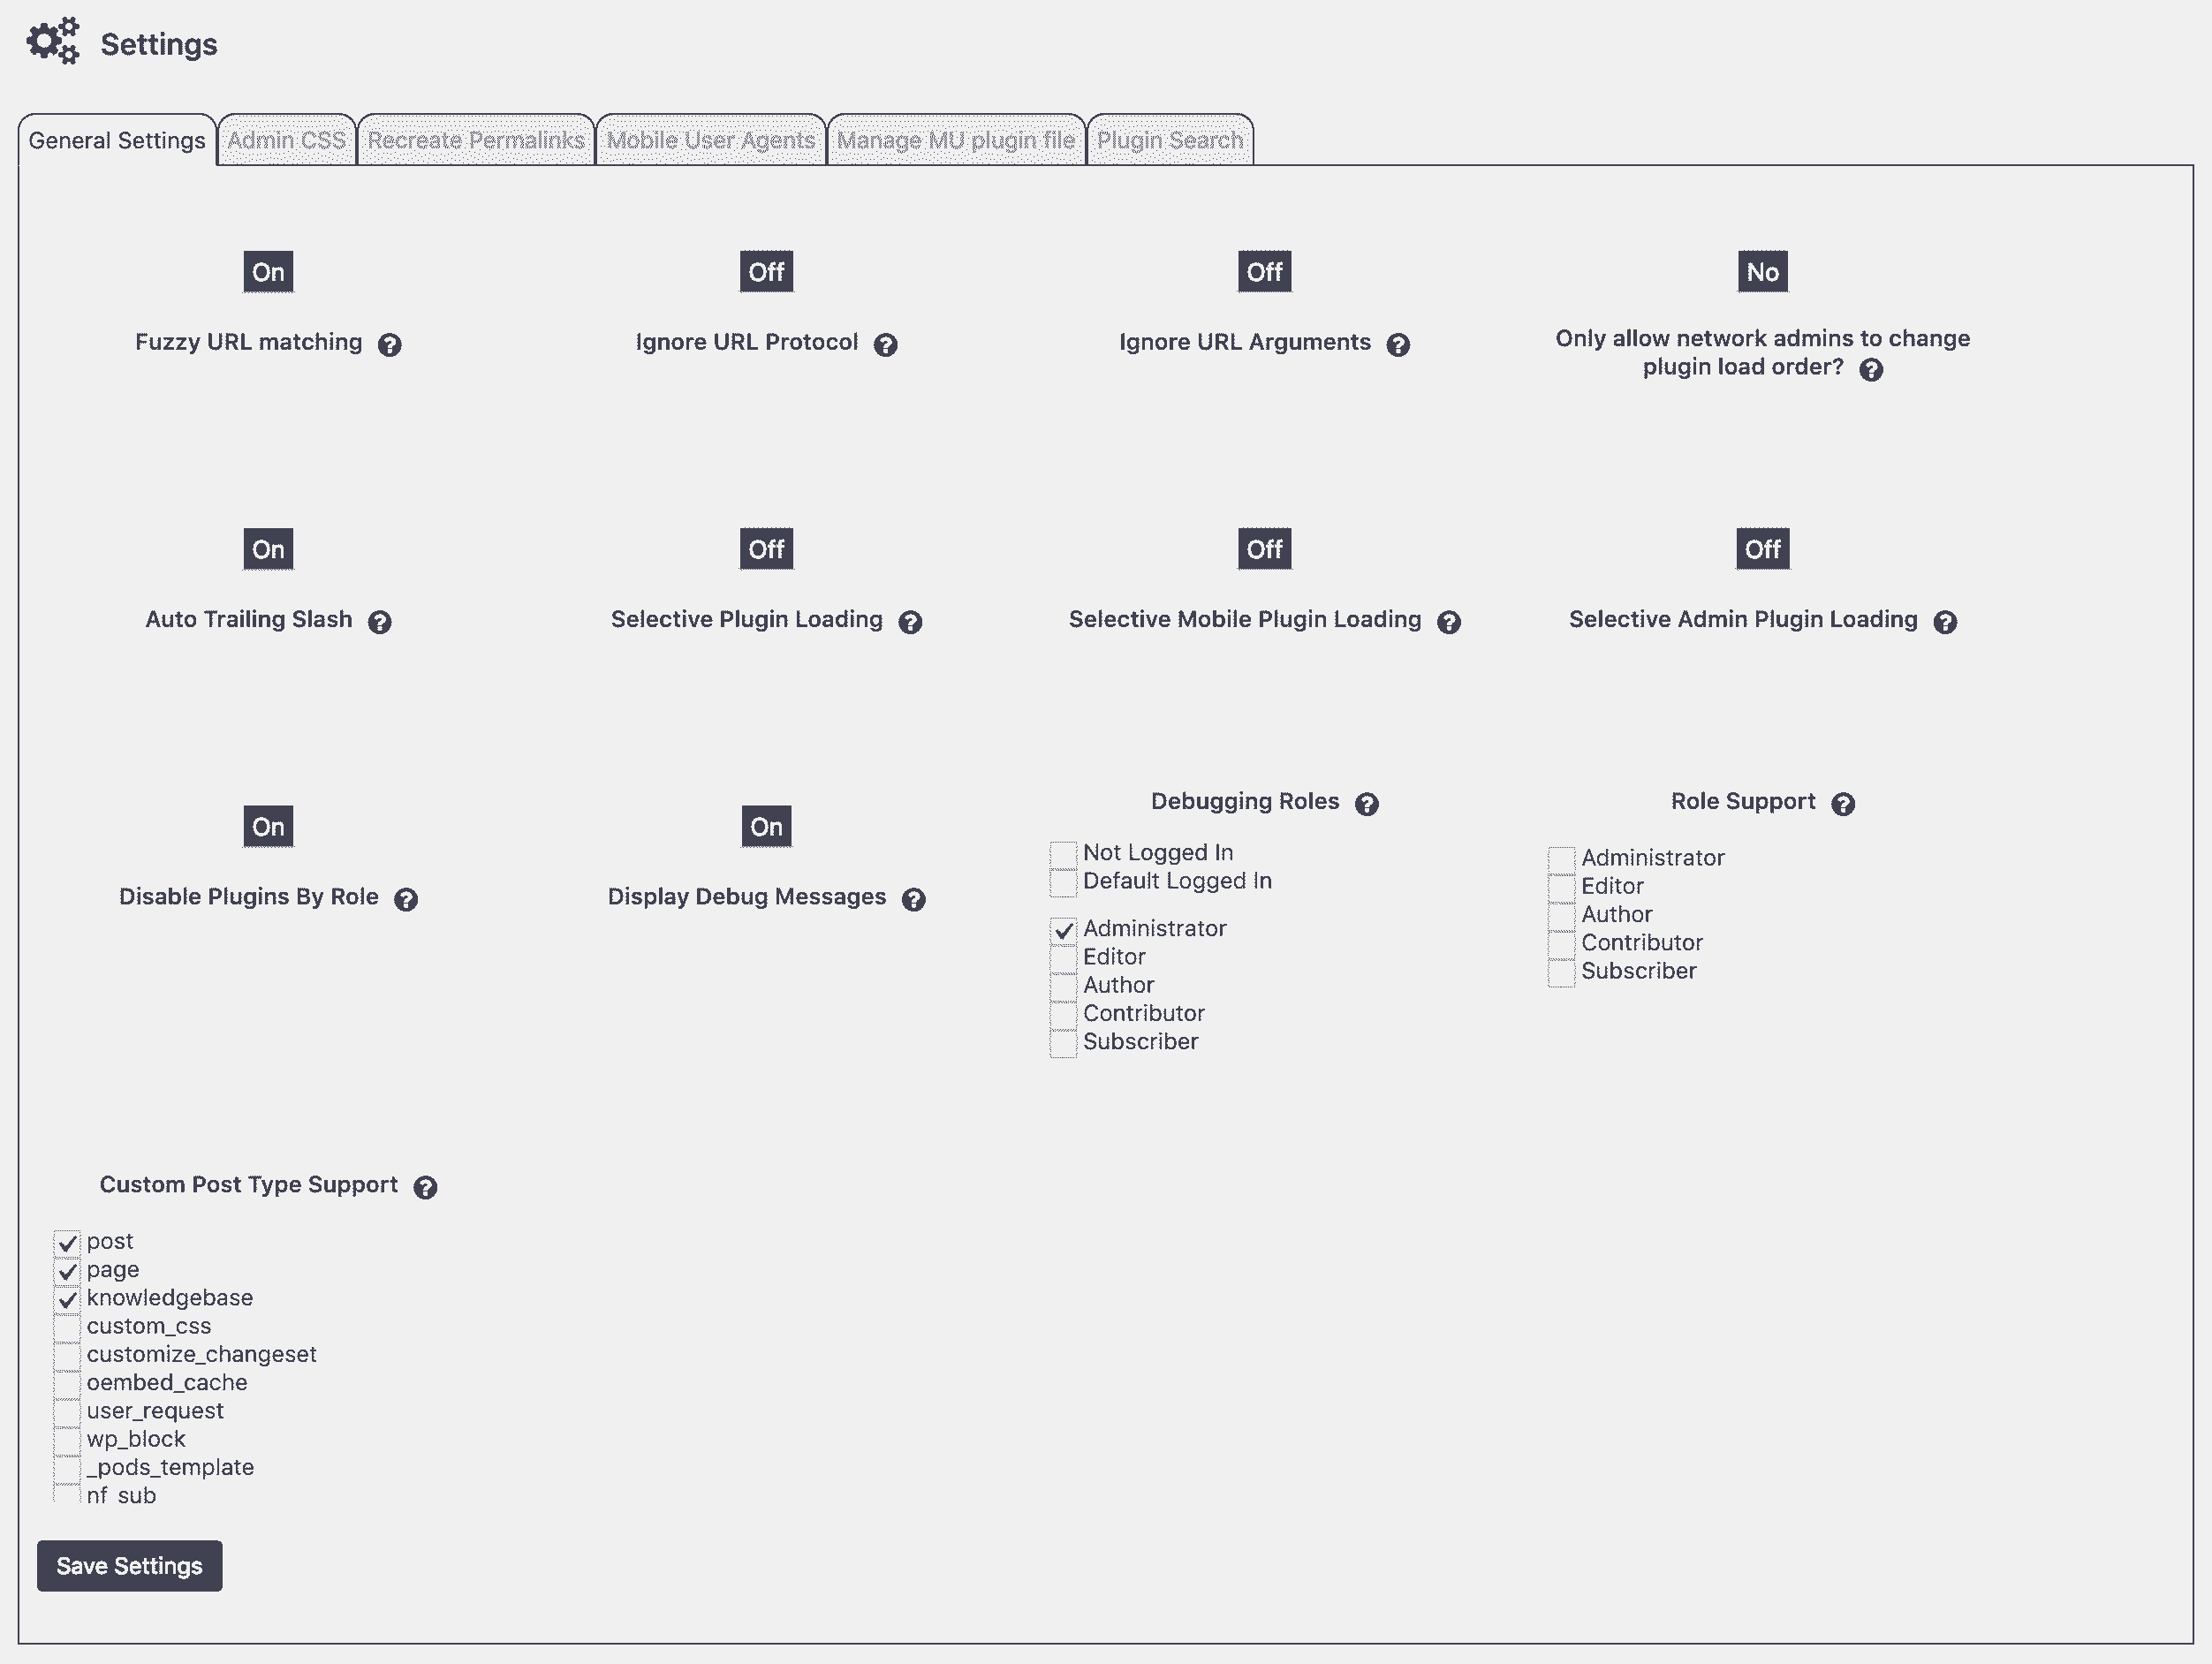 Settings
General Settings
Admin CSS
Recreate Permalinks
Mobile User Agents
Manage MU plugin file
Plugin Search
On
Fuzzy URL matching
Off
Ignore URL Protocol
Off
Ignore URL Arguments
No
Only allow network admins to change
plugin load order?
On
Auto Trailing Slash
Off
Selective Plugin Loading
Off
Selective Mobile Plugin Loading
Off
Selective Admin Plugin Loading
On
Disable Plugins By Role
On
Display Debug Messages
Debugging Roles
Not Logged In
Default Logged In
Administrator
Editor
Author
Contributor
Subscriber
Role Support
Administrator
Editor
Author
Contributor
Subscriber
Custom Post Type Support
post
page
knowledgebase
custom_css
customize_changeset
oembed_cache
user_request
wp_block
_pods_template
nf_sub
Save Settings